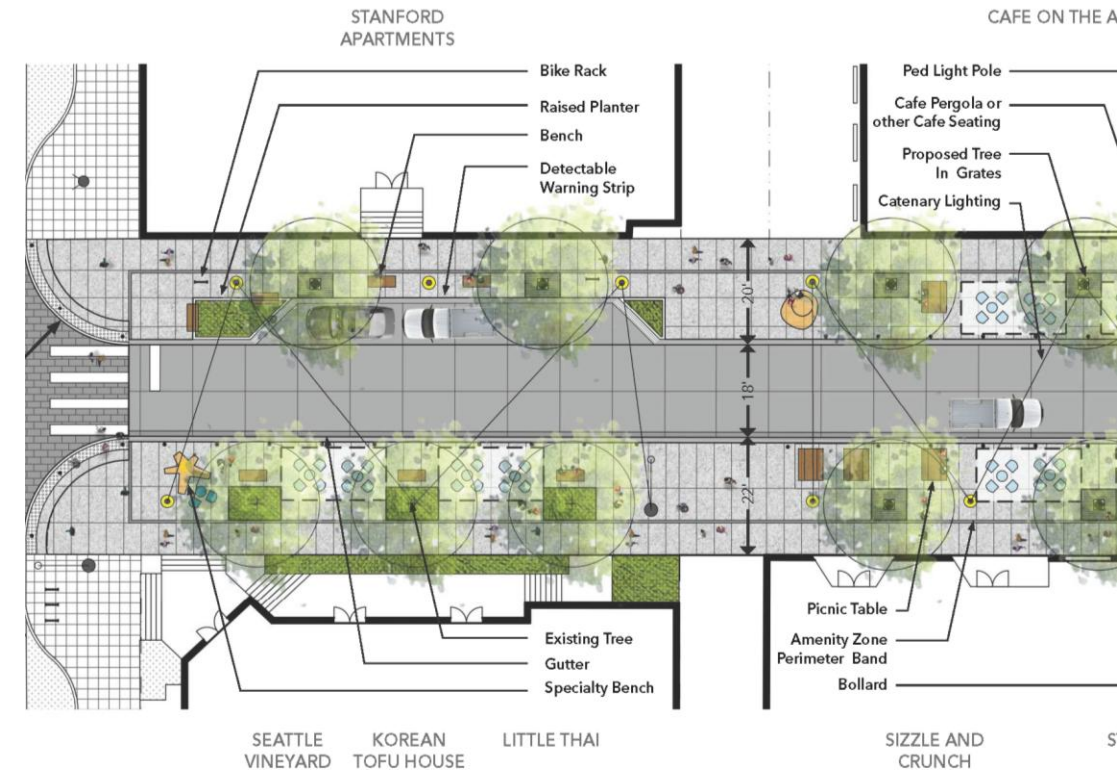 STANFORD
APARTMENTS
CAFE ON THE A
Bike Rack
Raised Planter
Bench
Detectable
Warning Strip
Ped Light Pole
Cafe Pergola or
other Cafe Seating
Proposed Tree
In Grates
Catenary Lighting
20'
18'
22'
Existing Tree
Gutter
Specialty Bench
Picnic Table
Amenity Zone
Perimeter Band
Bollard
SEATTLE
VINEYARD
KOREAN
TOFU HOUSE
LITTLE THAI
SIZZLE AND
CRUNCH
S